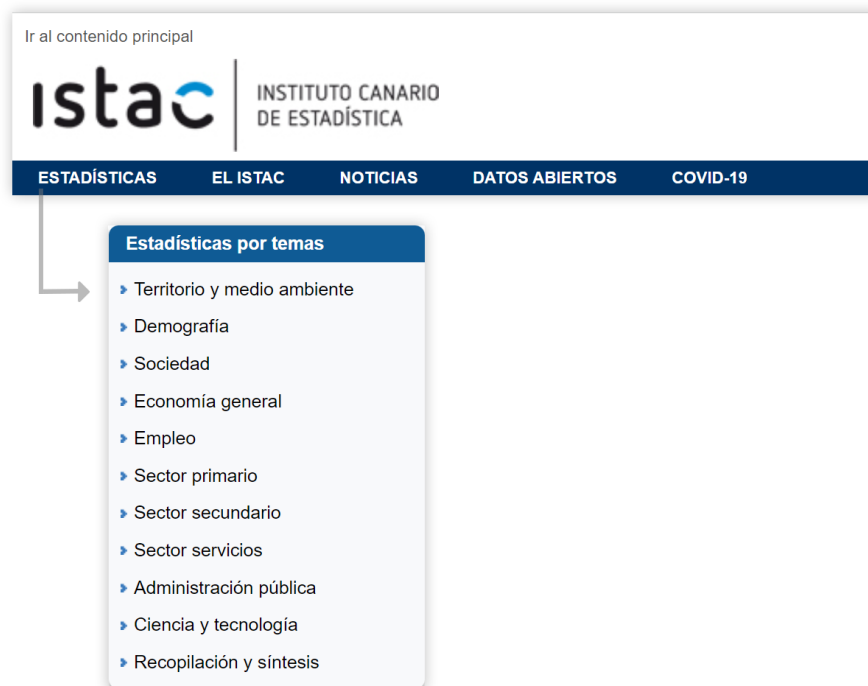 Ir al contenido principal
ıstac
INSTITUTO CANARIO
DE ESTADÍSTICA
ESTADÍSTICAS EL ISTAC NOTICIAS DATOS ABIERTOS COVID-19
Estadísticas por temas
Territorio y medio ambiente
Demografía
Sociedad
Economía general
Empleo
Sector primario
Sector secundario
Sector servicios
Administración pública
Ciencia y tecnología
Recopilación y síntesis